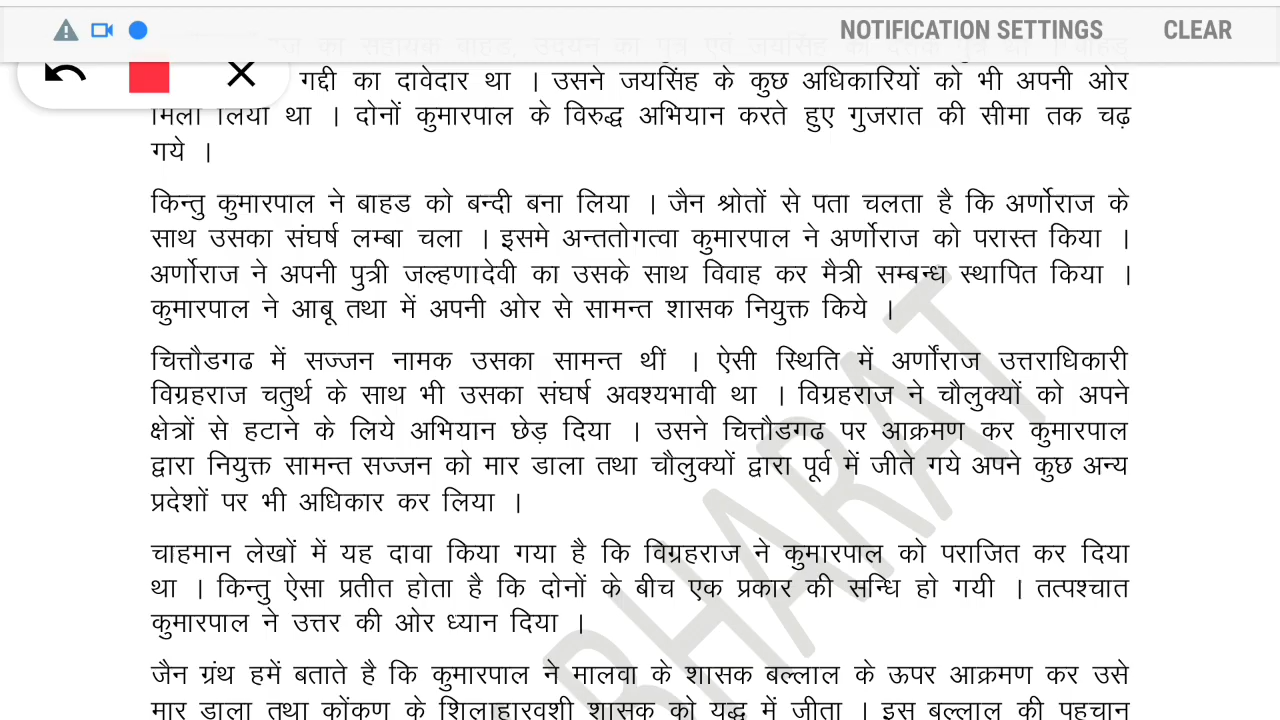 NOTIFICATION SETTINGS CLEAR
गद्दी का दावेदार था । उसने जयसिंह के कुछ अधिकारियों को भी अपनी ओर
मिला लिया था । दोनों कुमारपाल के विरुद्ध अभियान करते हुए गुजरात की सीमा तक चढ़
गये ।
किन्तु कुमारपाल ने बाहड को बन्दी बना लिया । जैन श्रोतों से पता चलता है कि अर्णोराज के
साथ उसका संघर्ष लम्बा चला । इसमे अन्ततोगत्वा कुमारपाल ने अर्णोराज को परास्त किया ।
अर्णोराज ने अपनी पुत्री जल्हणादेवी का उसके साथ विवाह कर मैत्री सम्बन्ध स्थापित किया ।
कुमारपाल ने आबू तथा में अपनी ओर से सामन्त शासक नियुक्त किये ।
चित्तौडगढ में सज्जन नामक उसका सामन्त थीं । ऐसी स्थिति में अर्णोंराज उत्तराधिकारी
विग्रहराज चतुर्थ के साथ भी उसका संघर्ष अवश्यभावी था । विग्रहराज ने चौलुक्यों को अपने
क्षेत्रों से हटाने के लिये अभियान छेड़ दिया । उसने चित्तौडगढ पर आक्रमण कर कुमारपाल
द्वारा नियुक्त सामन्त सज्जन को मार डाला तथा चौलुक्यों द्वारा पूर्व में जीते गये अपने कुछ अन्य
प्रदेशों पर भी अधिकार कर लिया ।
चाहमान लेखों में यह दावा किया गया है कि विग्रहराज ने कुमारपाल को पराजित कर दिया
था । किन्तु ऐसा प्रतीत होता है कि दोनों के बीच एक प्रकार की सन्धि हो गयी । तत्पश्चात
कुमारपाल ने उत्तर की ओर ध्यान दिया ।
जैन ग्रंथ हमें बताते है कि कुमारपाल ने मालवा के शासक बल्लाल के ऊपर आक्रमण कर उसे
मार डाला तथा कोंकण के शिलाहारवशी शासक को युद्ध में जीता । इस बल्लाल की पहचान
BHARAT